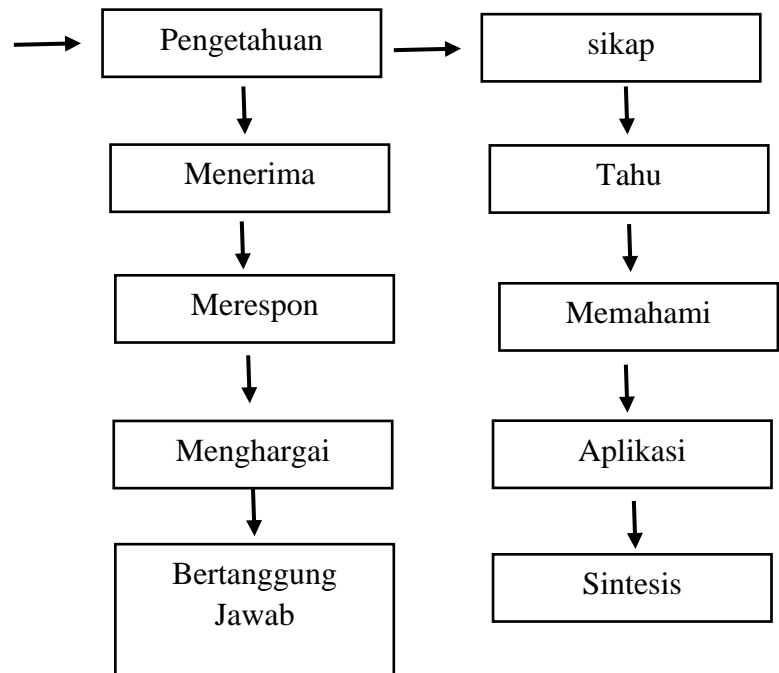 Pengetahuan
sikap
Menerima
Tahu
Merespon
Memahami
Menghargai
Aplikasi
Bertanggung
Jawab
Sintesis